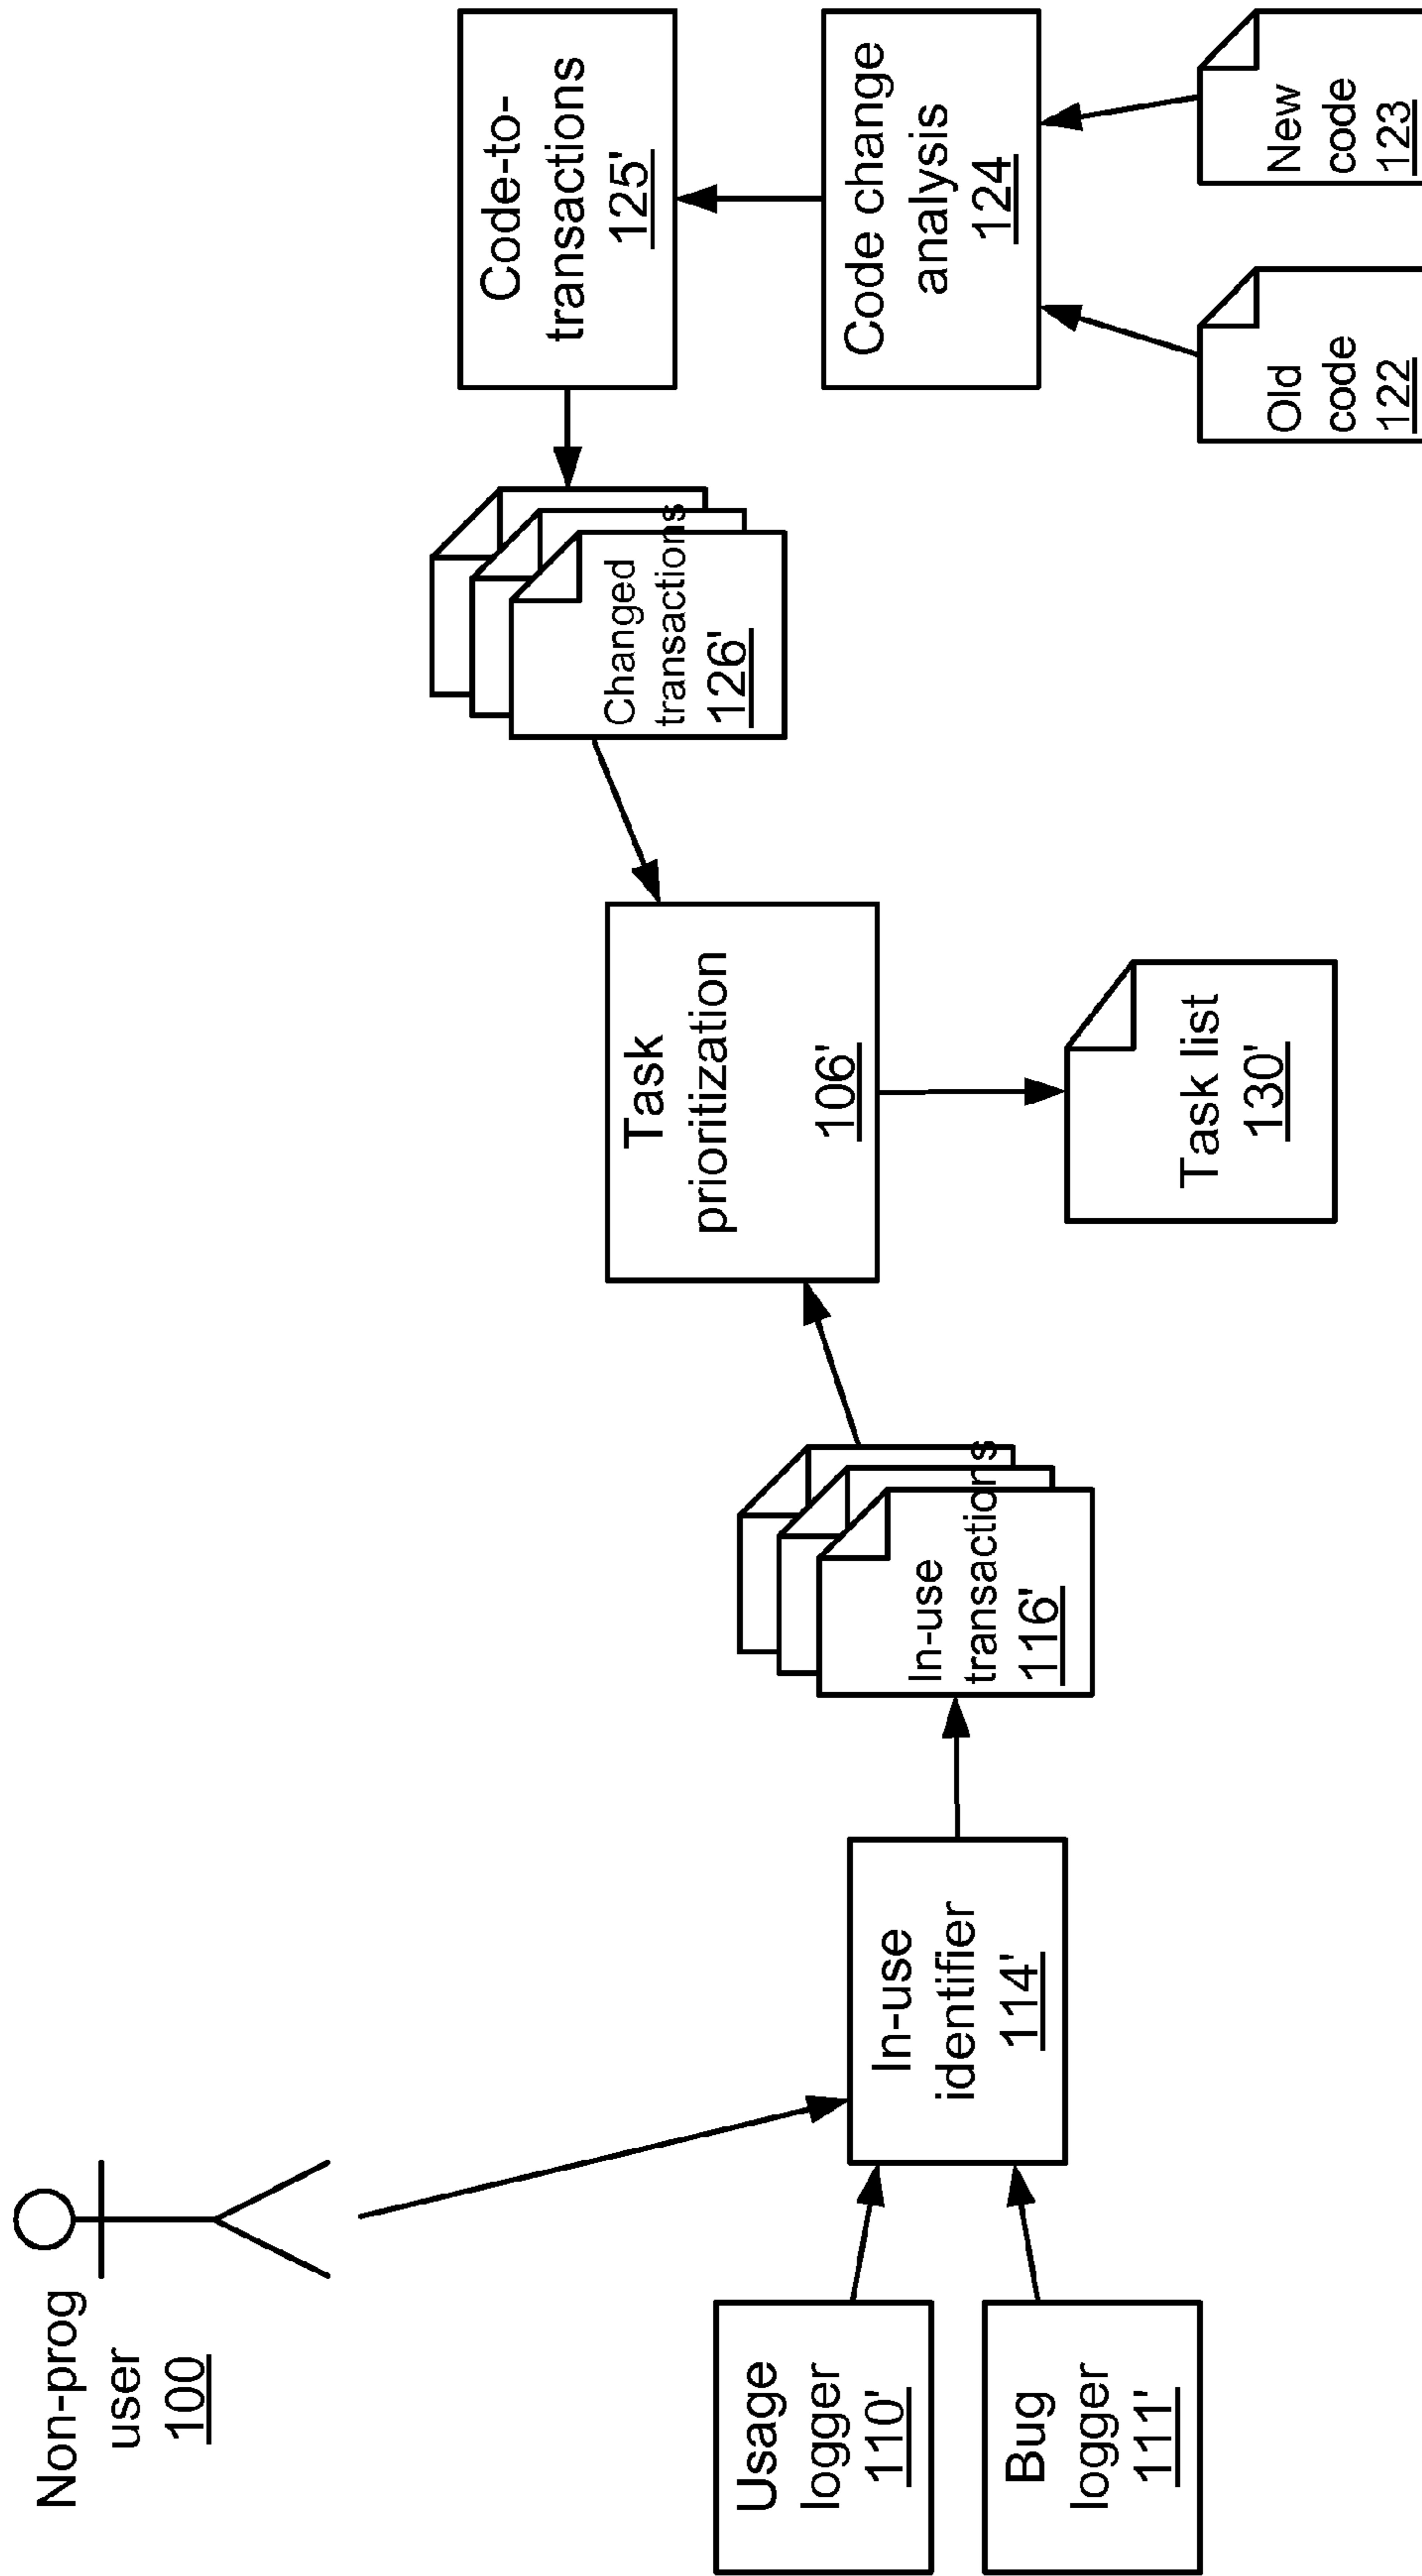 Non-prog
user
100
Usage
logger
110'
Bug
logger
111'
In-use
identifier
114'
In-use
transactions
116'
Task
prioritization
106'
Task list
130'
Changed
transactions
126'
Code-to-
transactions
125'
Code change
analysis
124
Old
code
122
New
code
123